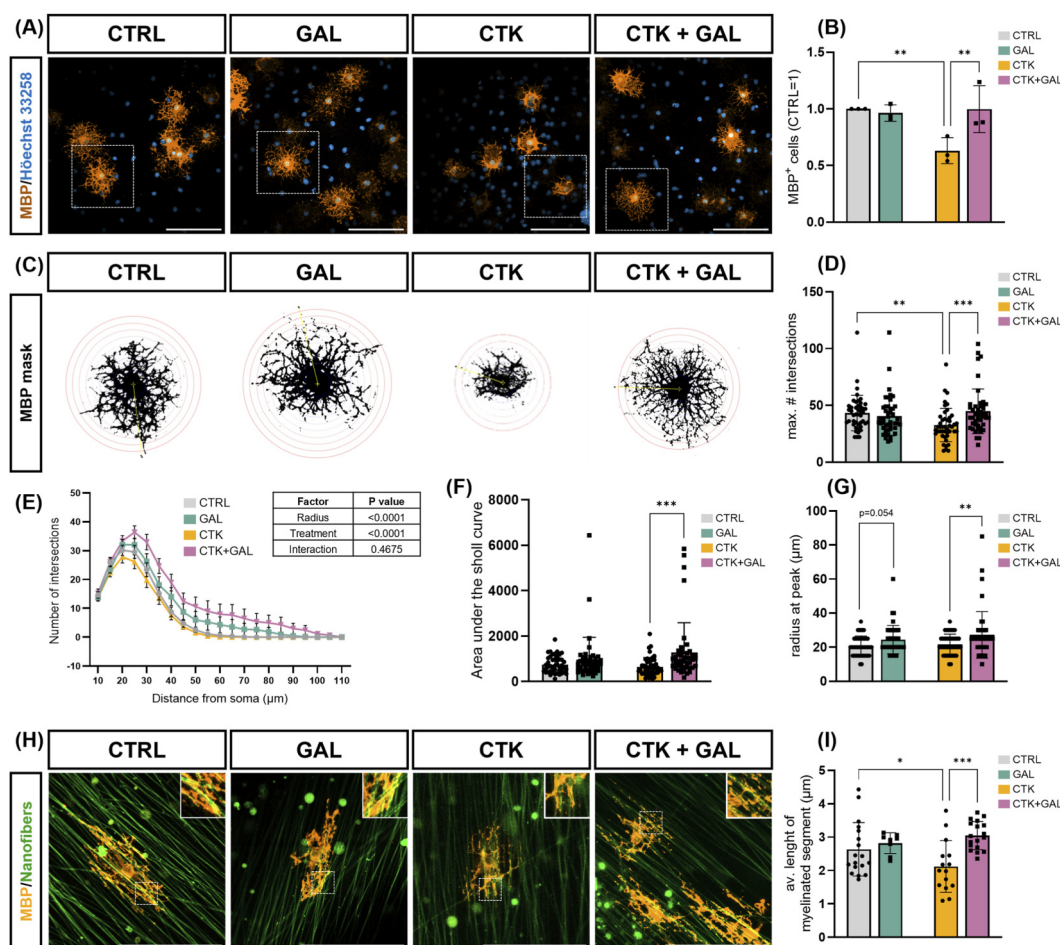 (A)
CTRL
GAL
CTK
CTK + GAL
MBP/Höechst 33258
(B)
CTRL
GAL
CTK
CTK+GAL
MBP+ cells (CTRL=1)
1.5
1.0
0.5
0.0
**
**
(C)
CTRL
GAL
CTK
CTK + GAL
MBP mask
(D)
CTRL
GAL
CTK
CTK+GAL
max. # intersections
150
100
50
0
**
***
(E)
Number of intersections
50
40
30
20
10
0
-10
10 20 30 40 50 60 70 80 90 100 110
Distance from soma (µm)
CTRL
GAL
CTK
CTK+GAL
Factor P value
Radius <0.0001
Treatment <0.0001
Interaction 0.4675
(F)
Area under the sholl curve
8000
6000
4000
2000
0
***
CTRL
GAL
CTK
CTK+GAL
(G)
radius at peak (µm)
100
80
60
40
20
0
p=0.054
**
CTRL
GAL
CTK
CTK+GAL
(H)
CTRL
GAL
CTK
CTK + GAL
MBP/Nanofibers
(I)
CTRL
GAL
CTK
CTK+GAL
av. lenght of
myelinated segment (µm)
5
4
3
2
1
0
*
***